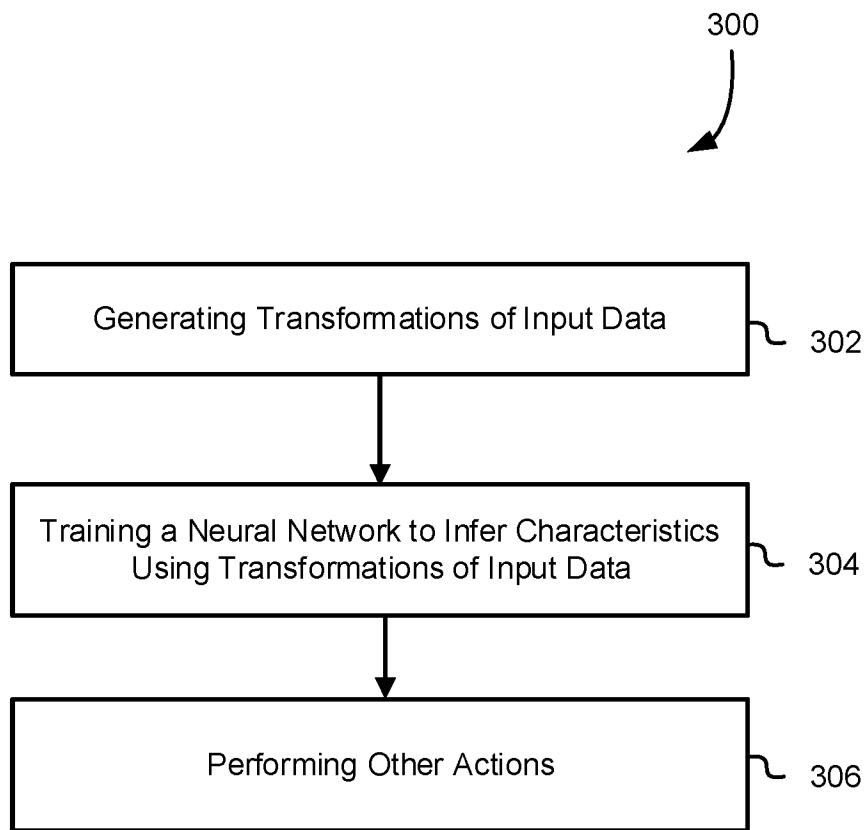 300
Generating Transformations of Input Data
302
Training a Neural Network to Infer Characteristics
Using Transformations of Input Data
304
Performing Other Actions
306